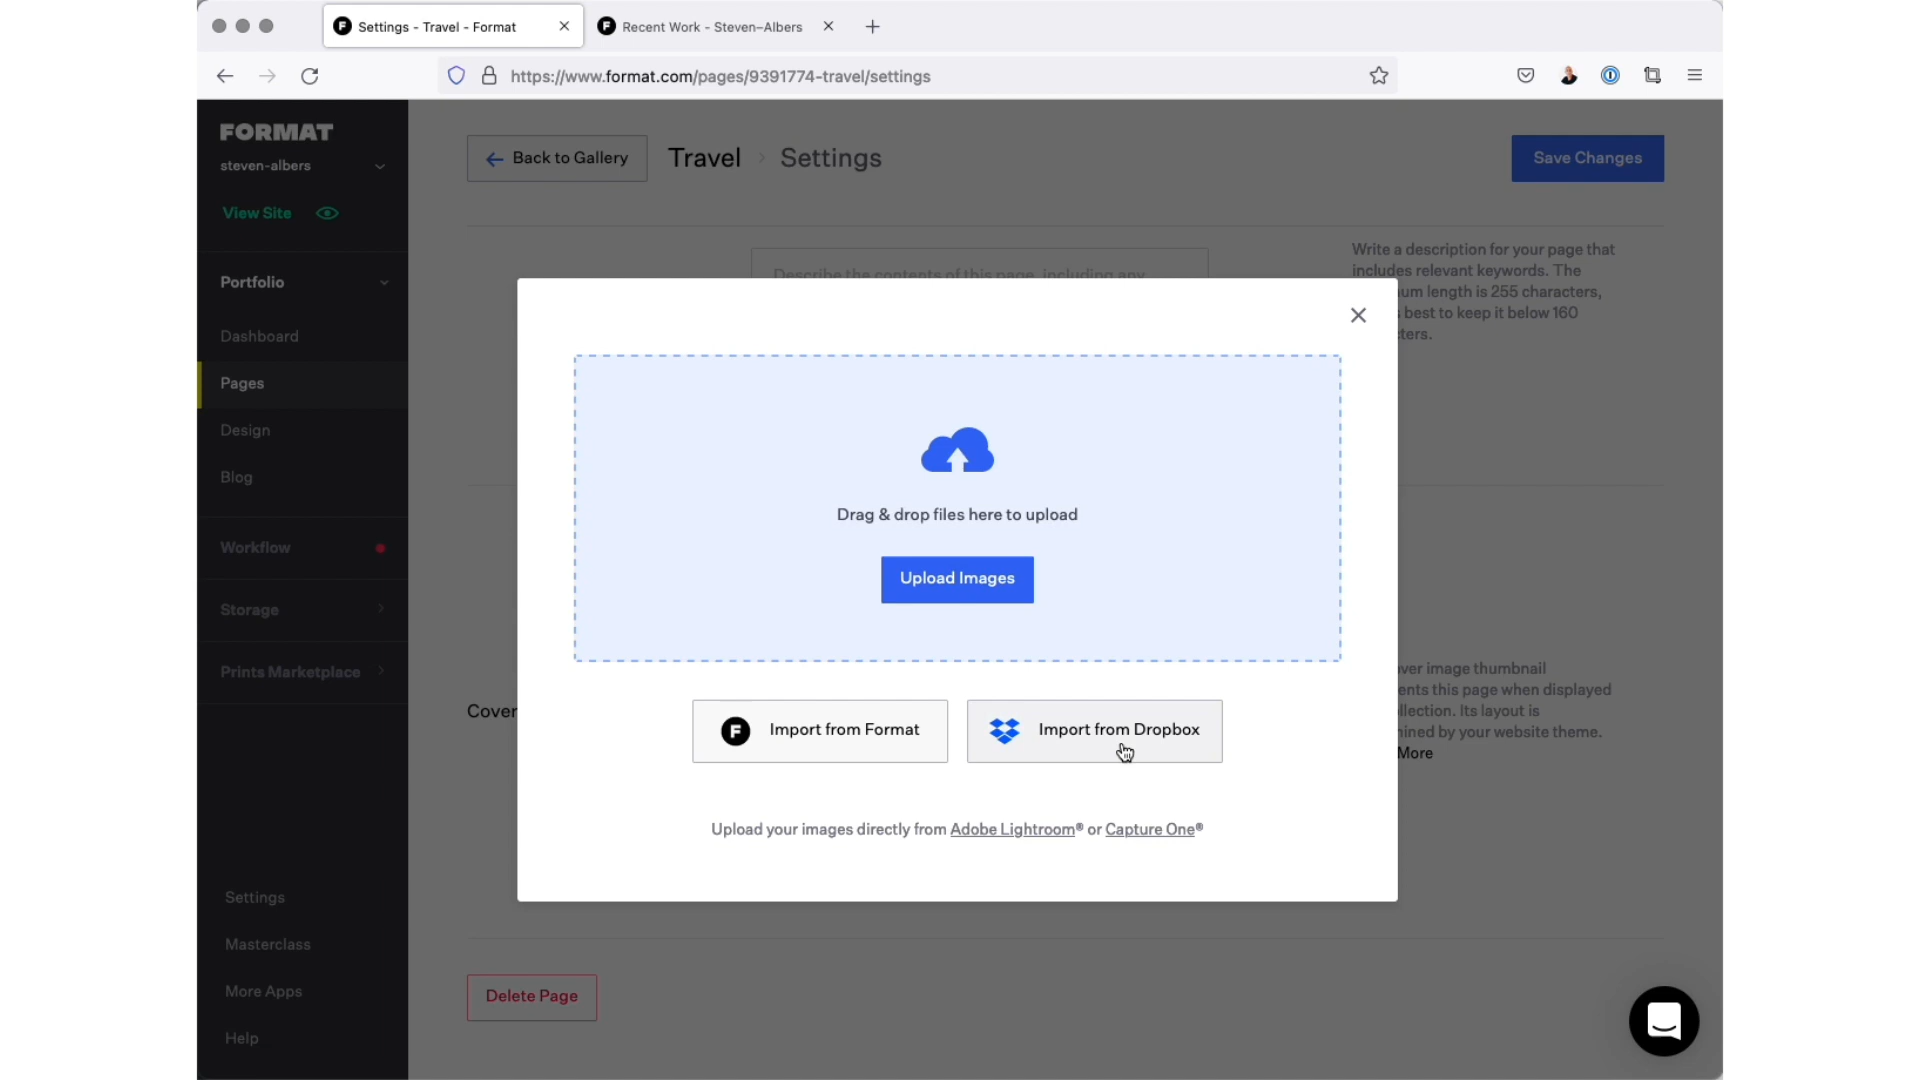 Settings - Travel - Format
Recent Work - Steven-Albers
https://www.format.com/pages/9391774-travel/settings
FORMAT
steven-albers
View Site
Portfolio
Dashboard
Pages
Design
Blog
Workflow
Storage
Prints Marketplace
Settings
Masterclass
More Apps
Help
Back to Gallery
Travel > Settings
Save Changes
Describe the contents of this page, including any
Write a description for your page that
includes relevant keywords. The
um length is 255 characters,
best to keep it below 160
ters.
Drag & drop files here to upload
Upload Images
F Import from Format
Import from Dropbox
Upload your images directly from Adobe Lightroom® or Capture One®
Cover
ver image thumbnail
ents this page when displayed
llection. Its layout is
ined by your website theme.
More
Delete Page